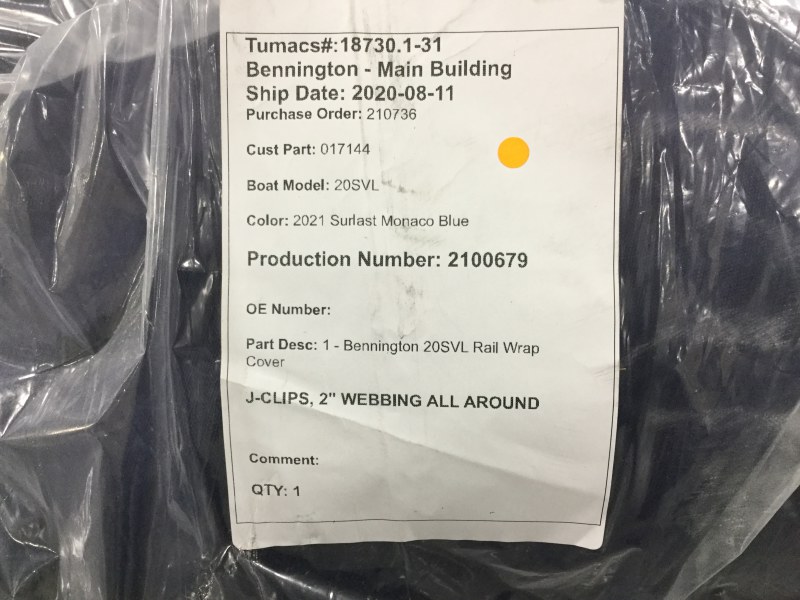 Tumacs#:18730.1-31
Bennington - Main Building
Ship Date: 2020-08-11
Purchase Order: 210736
Cust Part: 017144
Boat Model: 20SVL
Color: 2021 Surlast Monaco Blue
Production Number: 2100679
OE Number:
Part Desc: 1 - Bennington 20SVL Rail Wrap
Cover
J-CLIPS, 2" WEBBING ALL AROUND
Comment:
QTY: 1